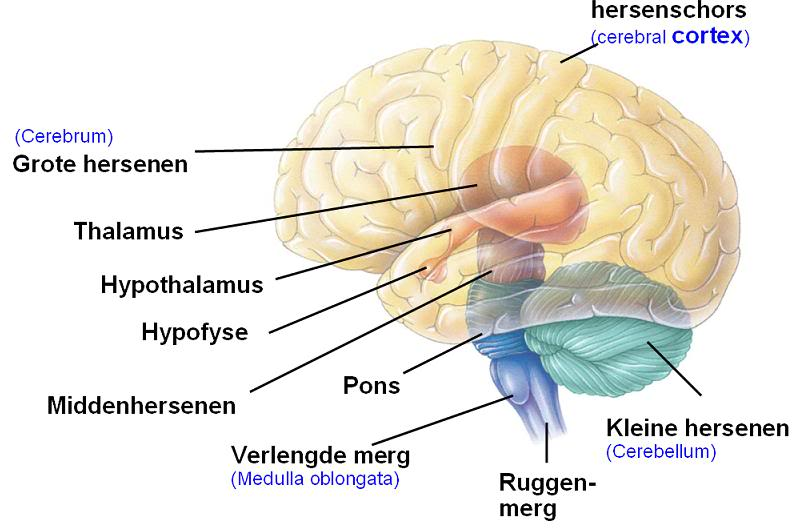 hersenschors
(cerebral cortex)
(Cerebrum)
Grote hersenen
Thalamus
Hypothalamus
Hypofyse
Middenhersenen
Pons
Verlengde merg
(Medulla oblongata)
Ruggen-
merg
Kleine hersenen
(Cerebellum)